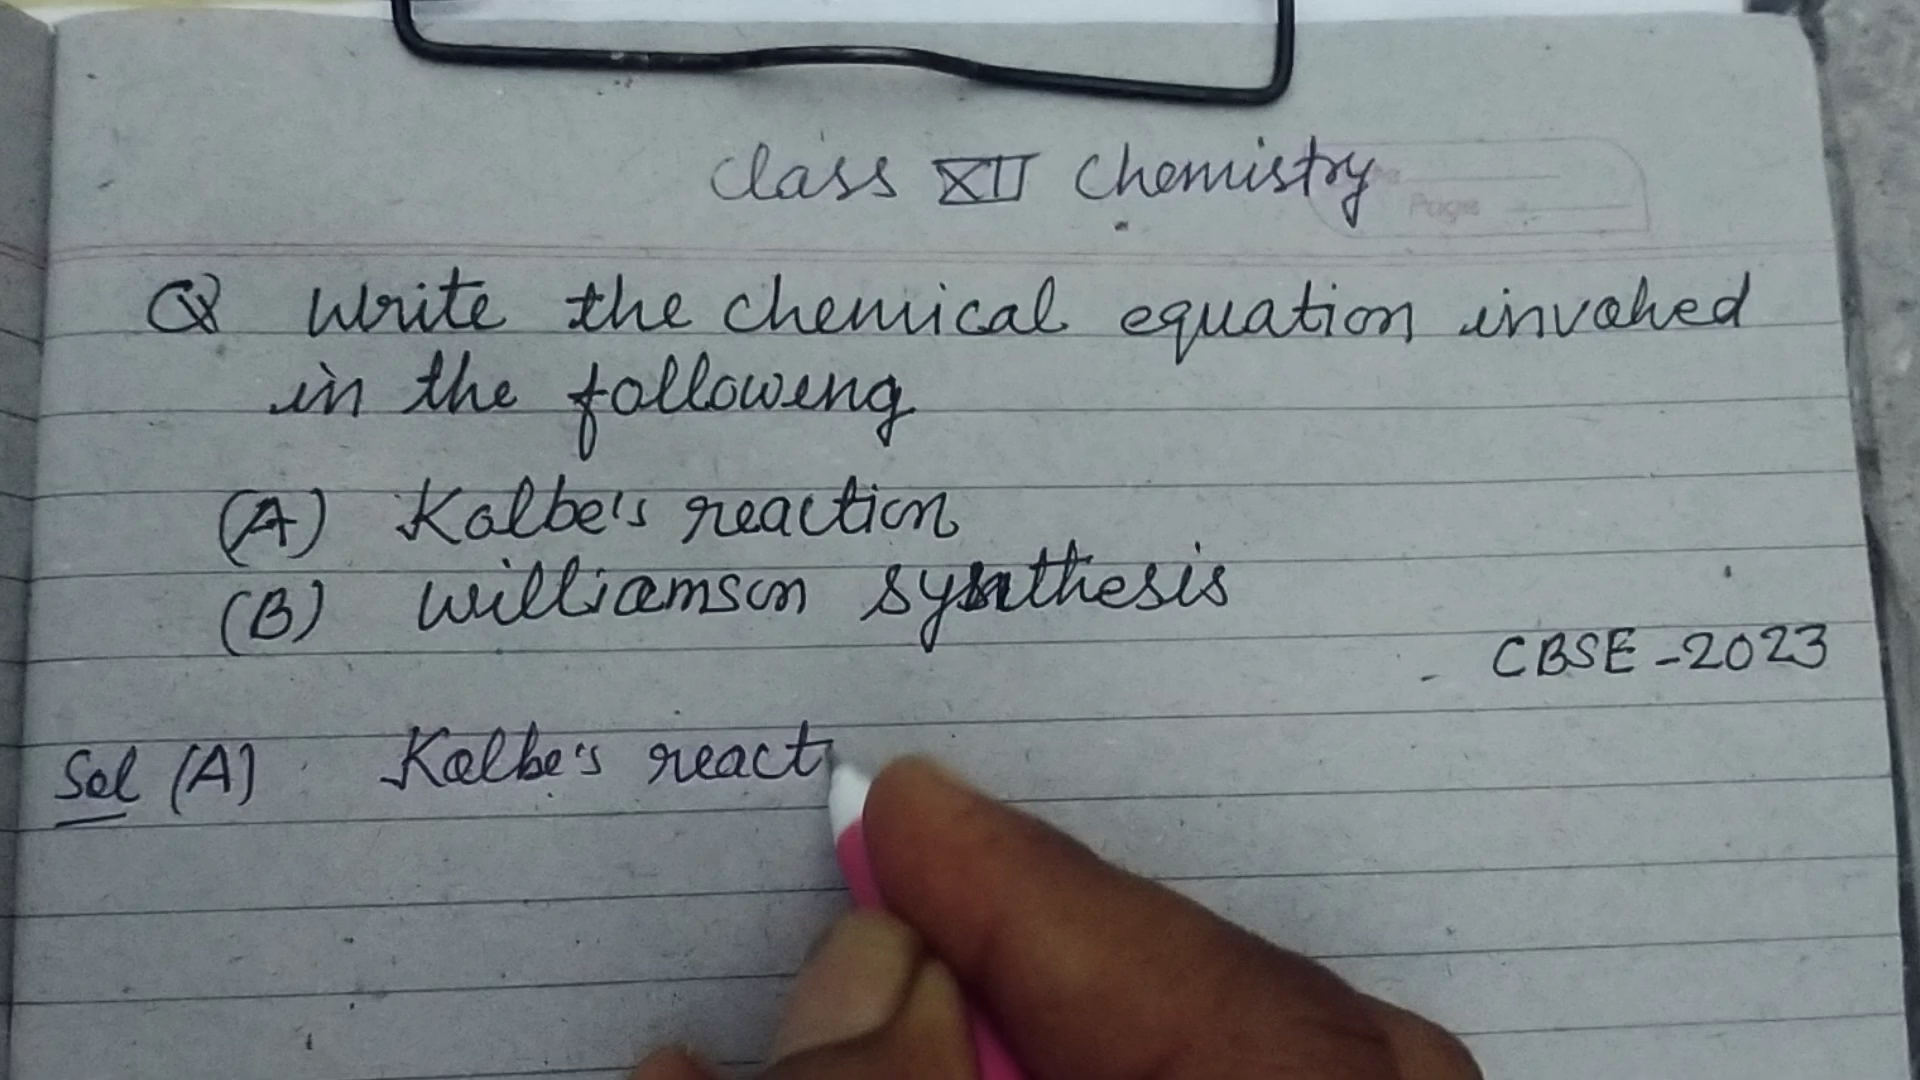 Class XII Chemistry
Page
Q Write the chemical equation involved
in the following
(A) Kolbe's reaction
(B) Williamson synthesis
CBSE-2023
Sol (A) Kolbe's react